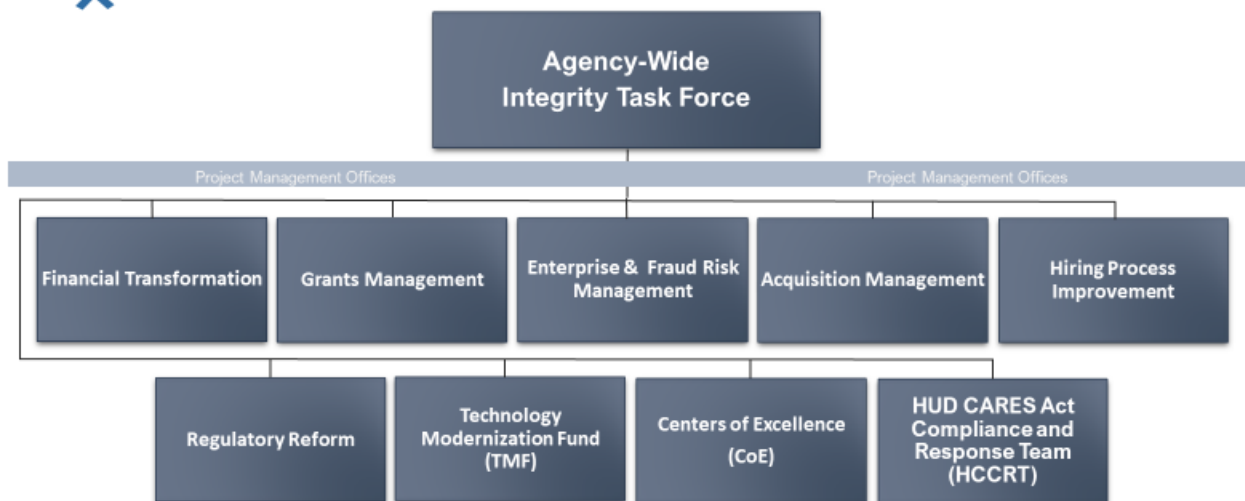 Agency-Wide
Integrity Task Force
Project Management Offices
Project Management Offices
Financial Transformation
Grants Management
Enterprise & Fraud Risk
Management
Acquisition Management
Hiring Process
Improvement
Regulatory Reform
Technology
Modernization Fund
(TMF)
Centers of Excellence
(CoE)
HUD CARES Act
Compliance and
Response Team
(HCCRT)